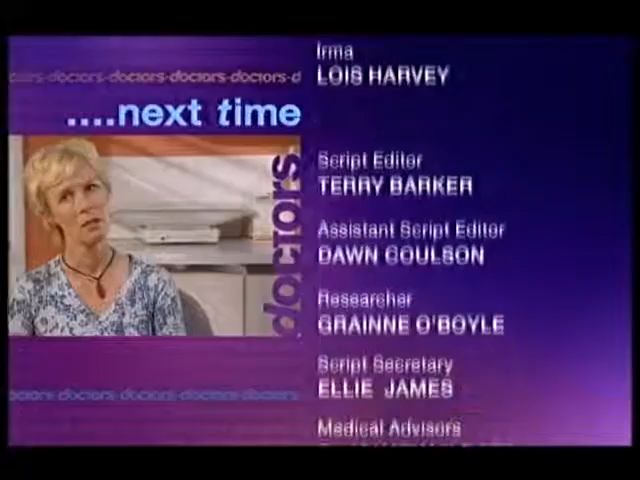 doctors-doctors-doctors-doctors-doctors-d
....next time
doctors
doctors-doctors-doctors-doctors-doctors
Irma
LOIS HARVEY
Script Editor
TERRY BARKER
Assistant Script Editor
DAWN COULSON
Researcher
GRAINNE O'BOYLE
Script Secretary
ELLIE JAMES
Medical Advisors